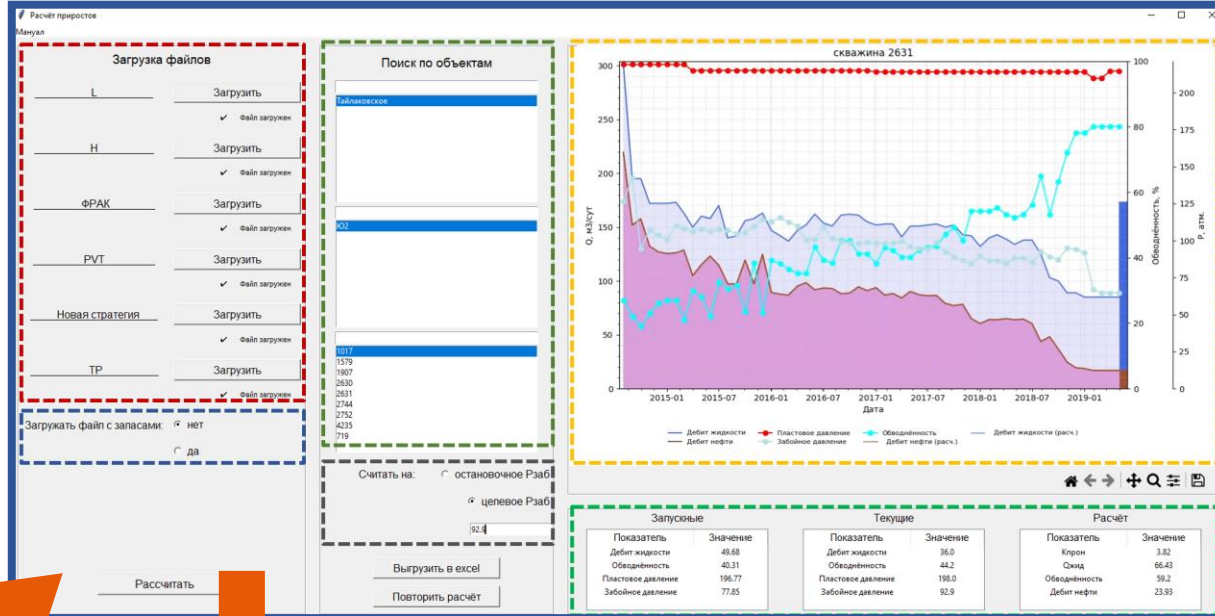 Расчёт приростов
Мануал
Загрузка файлов
L Загрузить
✔ Файл загружен
H Загрузить
✔ Файл загружен
ФРАК Загрузить
✔ Файл загружен
PVT Загрузить
✔ Файл загружен
Новая стратегия Загрузить
✔ Файл загружен
ТР Загрузить
✔ Файл загружен
Загружать файл с запасами: нет
да
Рассчитать
Поиск по объектам
Тайлаковское
Ю2
1017
1579
1907
2630
2631
2744
2752
4235
719
Считать на: остановочное Рзаб
целевое Рзаб
92.9
Выгрузить в excel
Повторить расчёт
скважина 2631
Q, м3/сут
300
250
200
150
100
50
0
2015-01 2015-07 2016-01 2016-07 2017-01 2017-07 2018-01 2018-07 2019-01
Дата
Обводнённость, %
100
80
60
40
20
0
P, атм.
200
175
150
125
100
75
50
25
0
Дебит жидкости Пластовое давление Обводнённость Дебит жидкости (расч.)
Дебит нефти Забойное давление Дебит нефти (расч.)
Запускные
Показатель Значение
Дебит жидкости 49.68
Обводнённость 40.31
Пластовое давление 196.77
Забойное давление 77.85
Текущие
Показатель Значение
Дебит жидкости 36.0
Обводнённость 44.2
Пластовое давление 198.0
Забойное давление 92.9
Расчёт
Показатель Значение
Кпрон 3.82
Qжид 66.43
Обводнённость 59.2
Дебит нефти 23.93